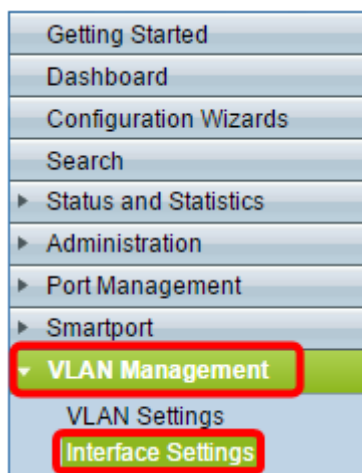 Getting Started
Dashboard
Configuration Wizards
Search
Status and Statistics
Administration
Port Management
Smartport
VLAN Management
VLAN Settings
Interface Settings